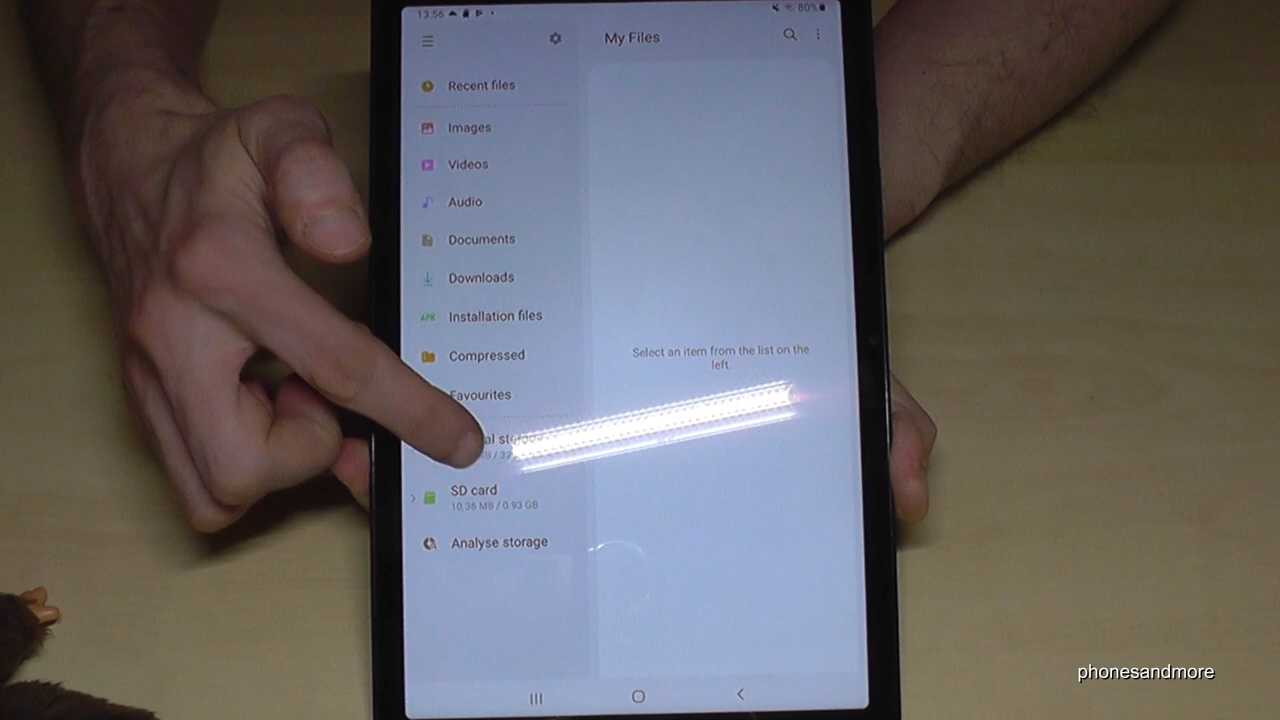 13:56
80%
My Files
Recent files
Images
Videos
Audio
Documents
Downloads
APK Installation files
Compressed
Favourites
Select an item from the list on the
left.
SD card
10.36 MB / 0.93 GB
Analyse storage
phonesandmore